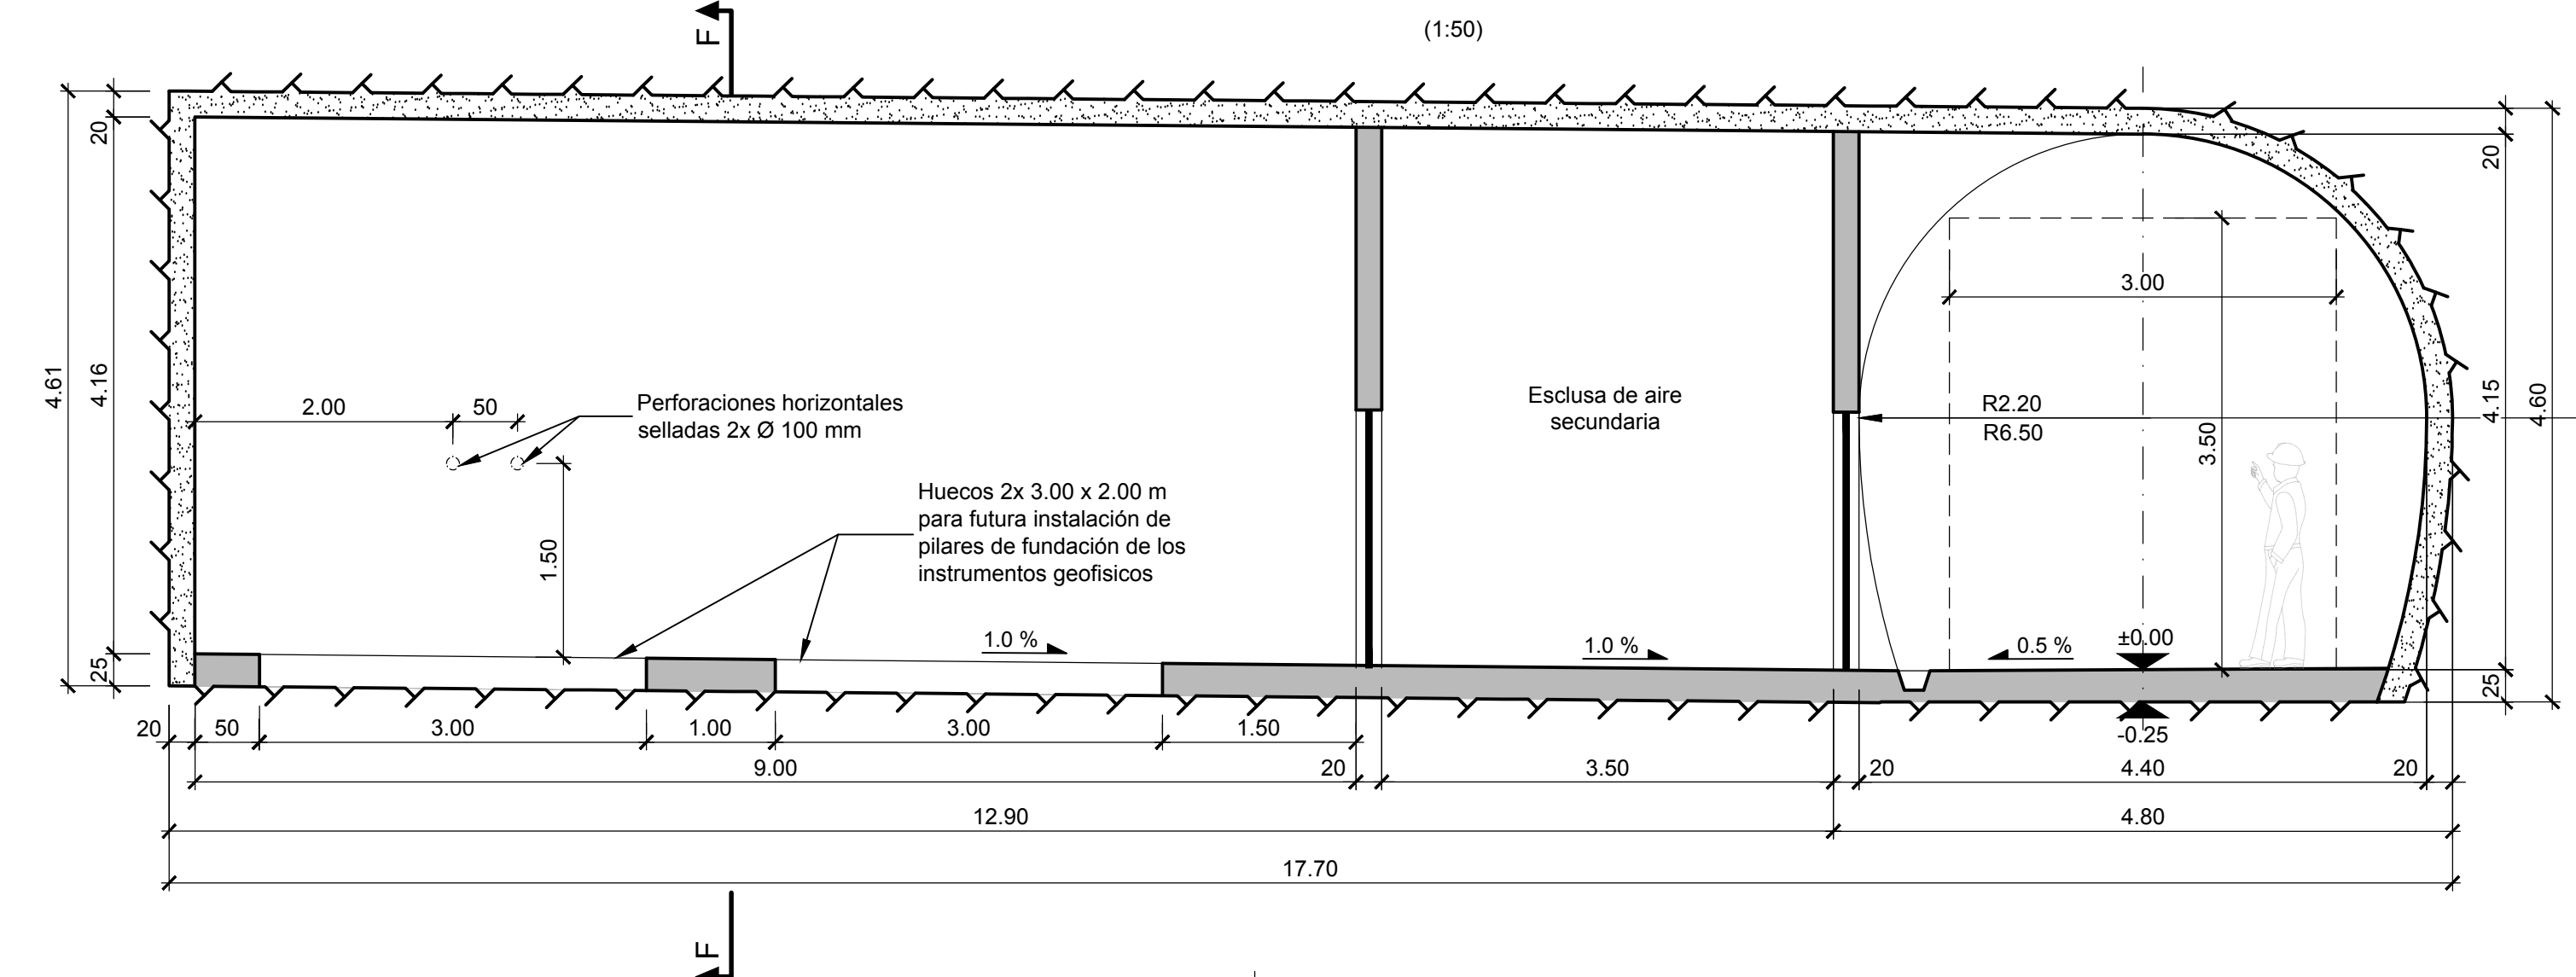 F
(1:50)
20
20
3.00
4.61
4.16
4.15
4.60
2.00
50
Perforaciones horizontales
selladas 2x Ø 100 mm
Esclusa de aire
secundaria
R2.20
R6.50
3.50
Huecos 2x 3.00 x 2.00 m
para futura instalación de
pilares de fundación de los
instrumentos geofisicos
1.50
1.0 %
1.0 %
0.5 %
±0.00
25
25
20
50
3.00
1.00
3.00
1.50
-0.25
9.00
20
3.50
20
4.40
20
12.90
4.80
17.70
F